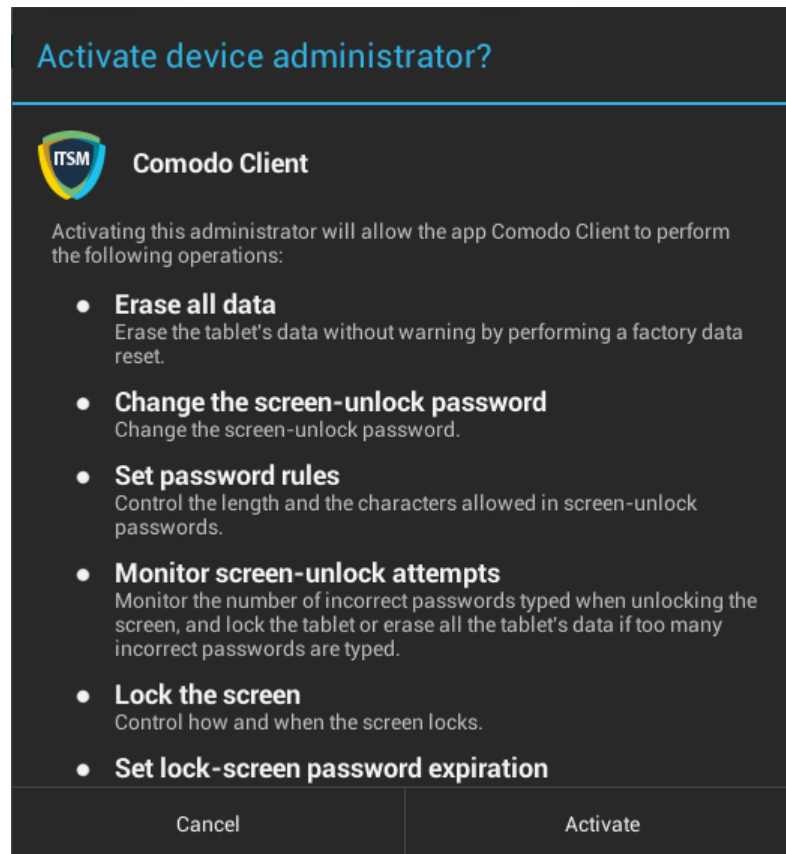 Activate device administrator?
ITSM
Comodo Client
Activating this administrator will allow the app Comodo Client to perform
the following operations:
● Erase all data
Erase the tablet's data without warning by performing a factory data
reset.
● Change the screen-unlock password
Change the screen-unlock password.
● Set password rules
Control the length and the characters allowed in screen-unlock
passwords.
● Monitor screen-unlock attempts
Monitor the number of incorrect passwords typed when unlocking the
screen, and lock the tablet or erase all the tablet's data if too many
incorrect passwords are typed.
● Lock the screen
Control how and when the screen locks.
● Set lock-screen password expiration
Cancel
Activate